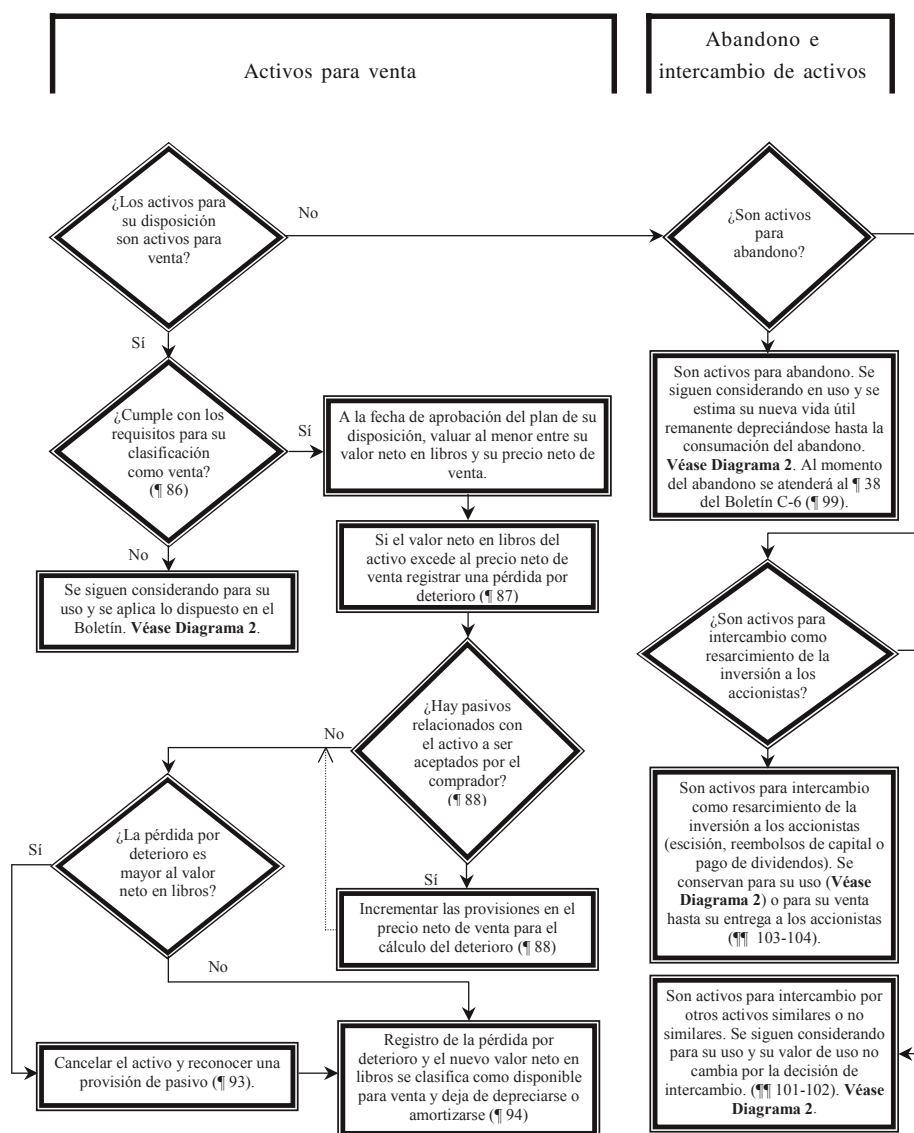 Activos para venta
Abandono e
intercambio de activos
¿Los activos para
su disposición
son activos para
venta?
No
¿Son activos
para
abandono?
Sí
¿Cumple con los
requisitos para su
clasificación
como venta?
(¶ 86)
Sí
A la fecha de aprobación del plan de su
disposición, valuar al menor entre su
valor neto en libros y su precio neto de
venta.
Son activos para abandono. Se
siguen considerando en uso y se
estima su nueva vida útil
remanente depreciándose hasta la
consumación del abandono.
Véase Diagrama 2. Al momento
del abandono se atenderá al ¶ 38
del Boletín C-6 (¶ 99).
No
Se siguen considerando para su
uso y se aplica lo dispuesto en el
Boletín. Véase Diagrama 2.
Si el valor neto en libros del
activo excede al precio neto de
venta registrar una pérdida por
deterioro (¶ 87)
¿Son activos para
intercambio como
resarcimiento de la
inversión a los
accionistas?
¿Hay pasivos
relacionados con
el activo a ser
aceptados por el
comprador?
(¶ 88)
No
Sí
¿La pérdida por
deterioro es
mayor al valor
neto en libros?
Sí
No
Incrementar las provisiones en el
precio neto de venta para el
cálculo del deterioro (¶ 88)
Son activos para intercambio
como resarcimiento de la
inversión a los accionistas
(escisión, reembolsos de capital o
pago de dividendos). Se
conservan para su uso (Véase
Diagrama 2) o para su venta
hasta su entrega a los accionistas
(¶¶ 103-104).
Cancelar el activo y reconocer una
provisión de pasivo (¶ 93).
Registro de la pérdida por
deterioro y el nuevo valor neto en
libros se clasifica como disponible
para venta y deja de depreciarse o
amortizarse (¶ 94)
Son activos para intercambio por
otros activos similares o no
similares. Se siguen considerando
para su uso y su valor de uso no
cambia por la decisión de
intercambio. (¶¶ 101-102). Véase
Diagrama 2.